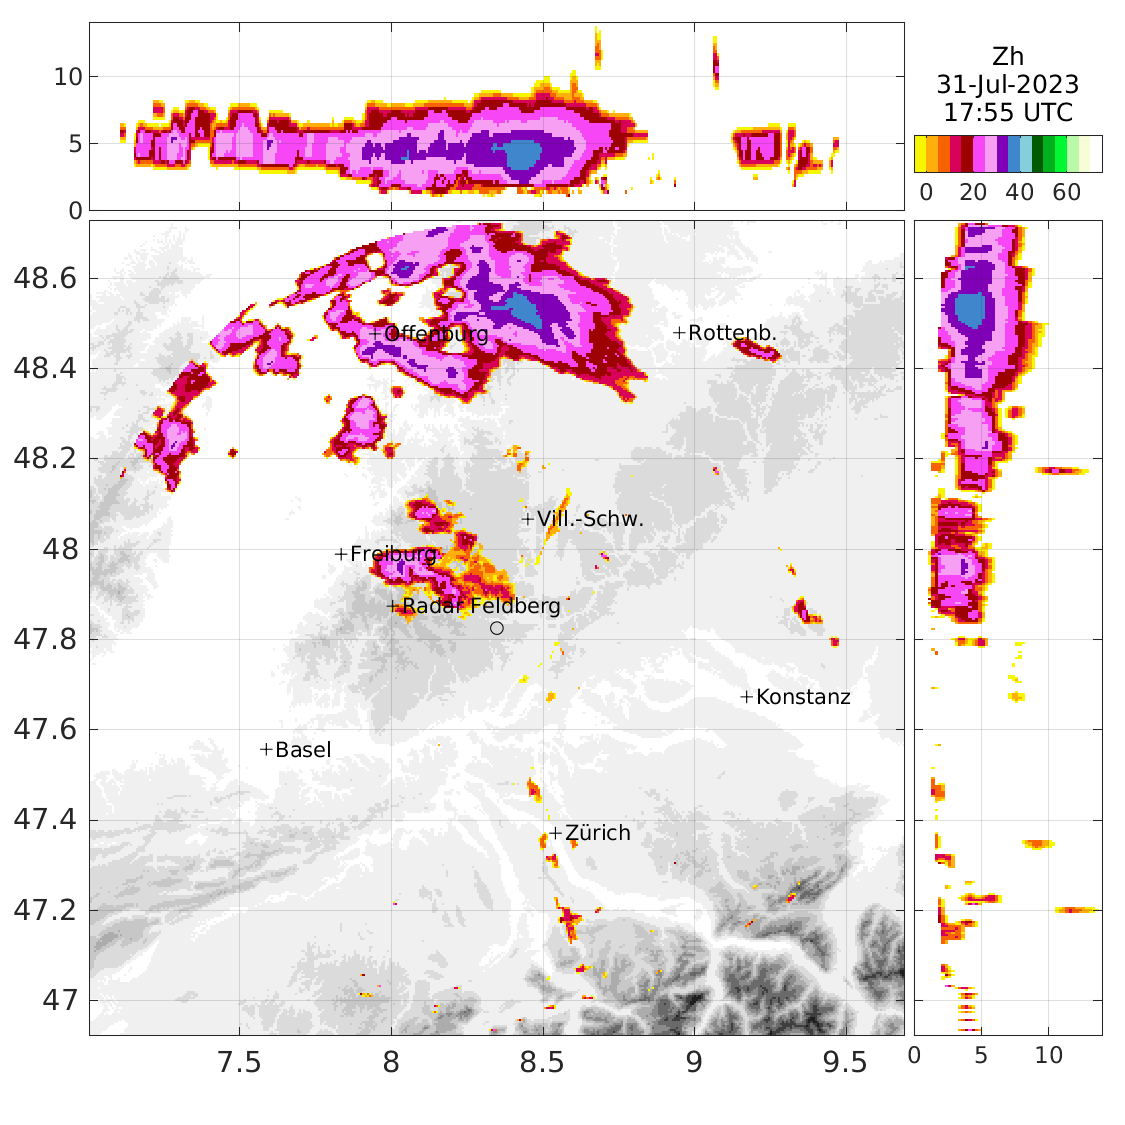 Zh
31-Jul-2023
17:55 UTC
10
5
0
0 20 40 60
48.6
48.4
48.2
48
47.8
47.6
47.4
47.2
47
+Offenburg
+Rottenb.
+Vill.-Schw.
+Freiburg
+Radar Feldberg
+Konstanz
+Basel
+Zürich
7.5 8 8.5 9 9.5
0 5 10